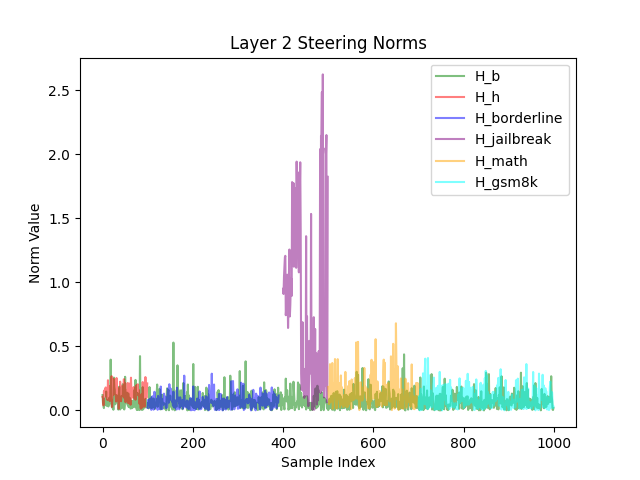 Layer 2 Steering Norms
Norm Value
2.5
2.0
1.5
1.0
0.5
0.0
H_b
H_h
H_borderline
H_jailbreak
H_math
H_gsm8k
0 200 400 600 800 1000
Sample Index